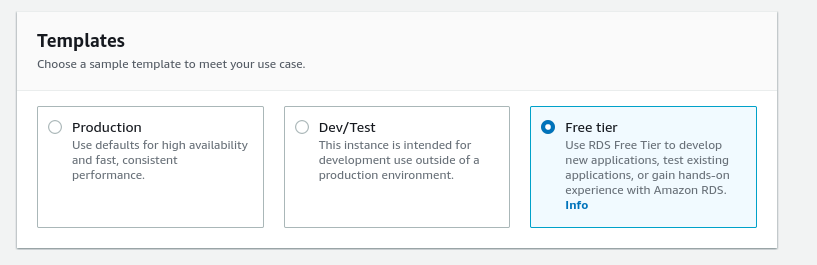 Templates
Choose a sample template to meet your use case.
Production
Use defaults for high availability
and fast, consistent
performance.
Dev/Test
This instance is intended for
development use outside of a
production environment.
Free tier
Use RDS Free Tier to develop
new applications, test existing
applications, or gain hands-on
experience with Amazon RDS.
Info